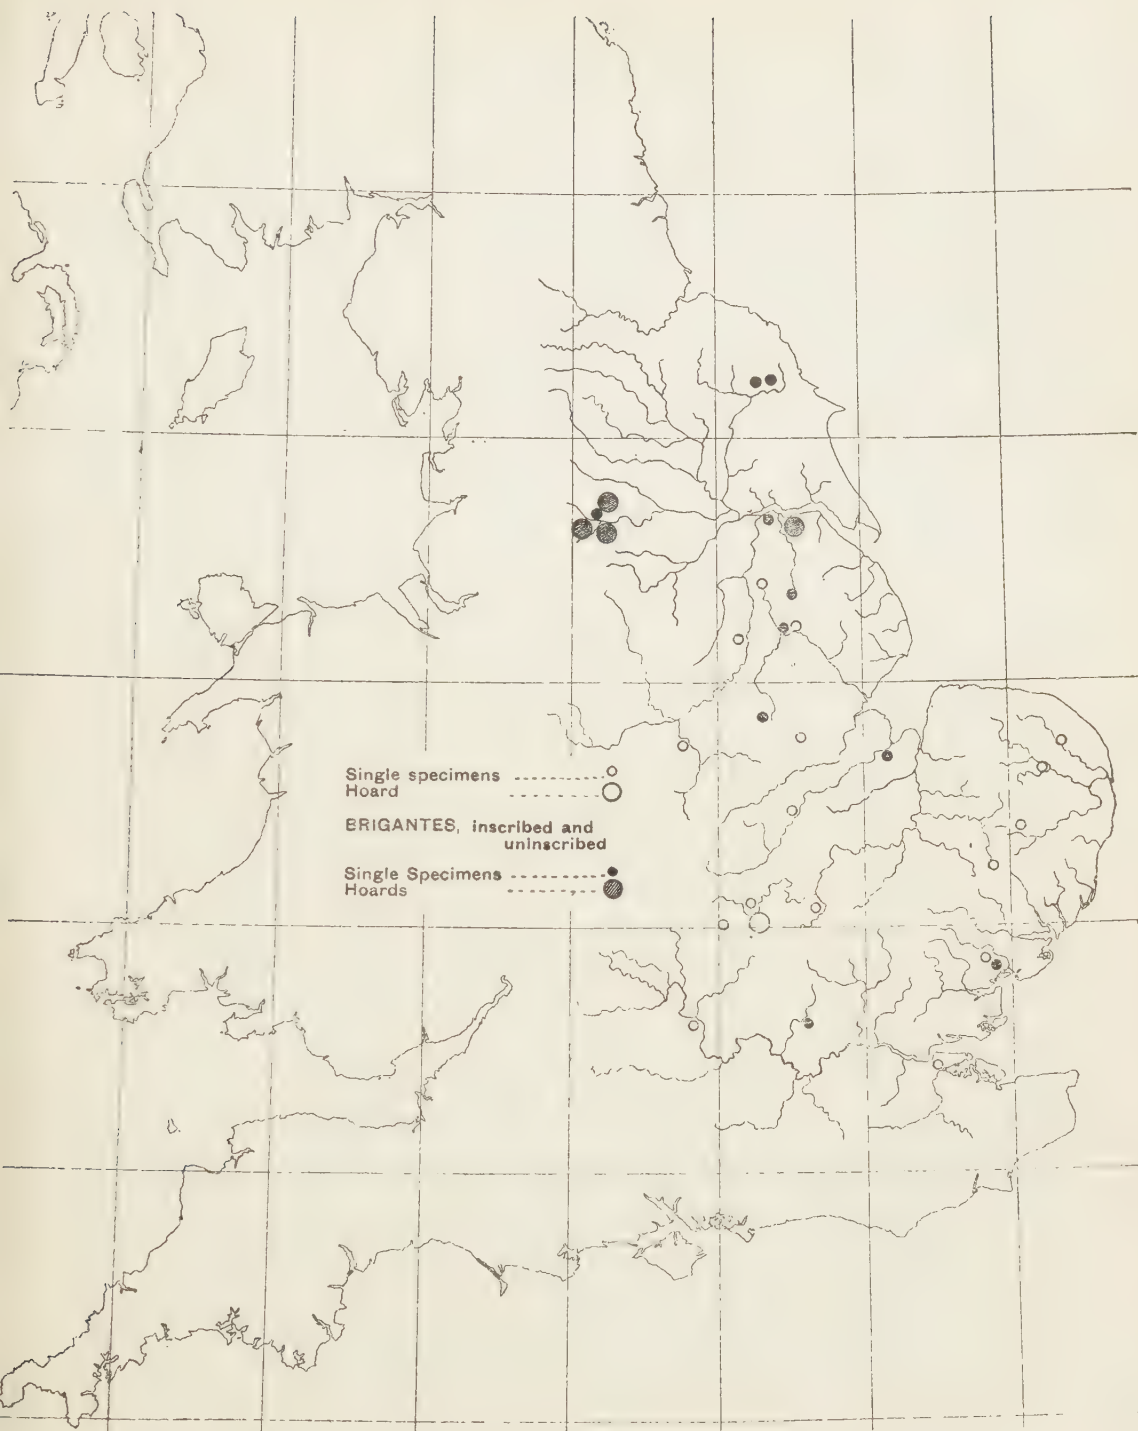 Single specimens ............
Hoard ............
BRIGANTES, inscribed and
uninscribed
Single Specimens ............
Hoards ............